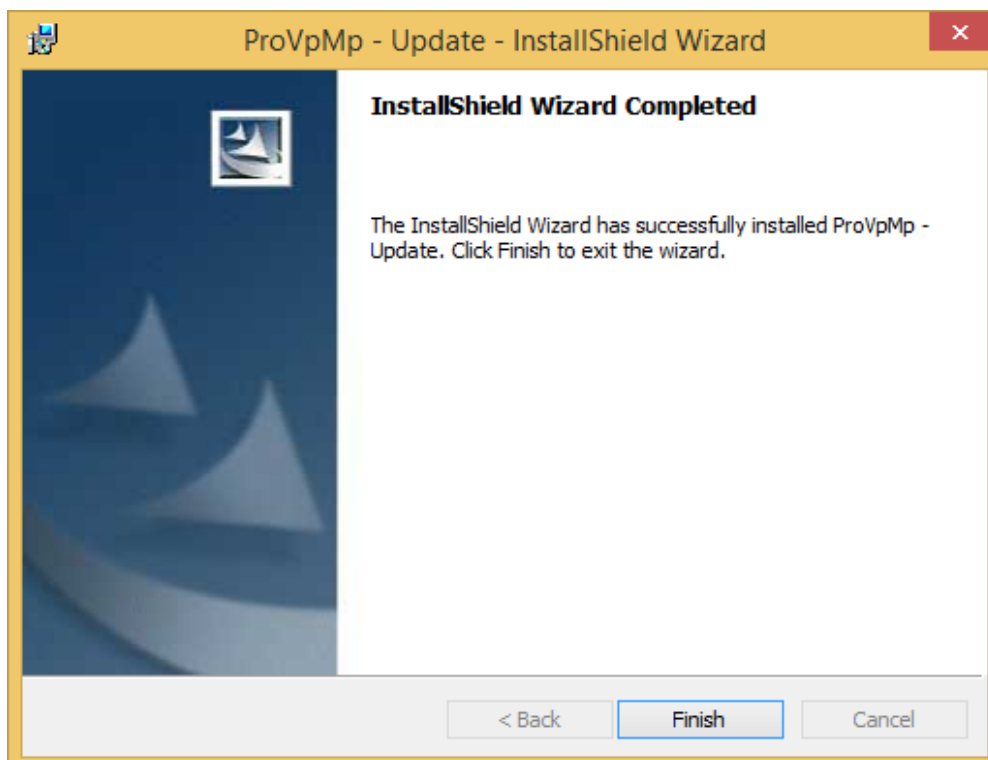 ProVpMp - Update - InstallShield Wizard
InstallShield Wizard Completed
The InstallShield Wizard has successfully installed ProVpMp -
Update. Click Finish to exit the wizard.
< Back
Finish
Cancel